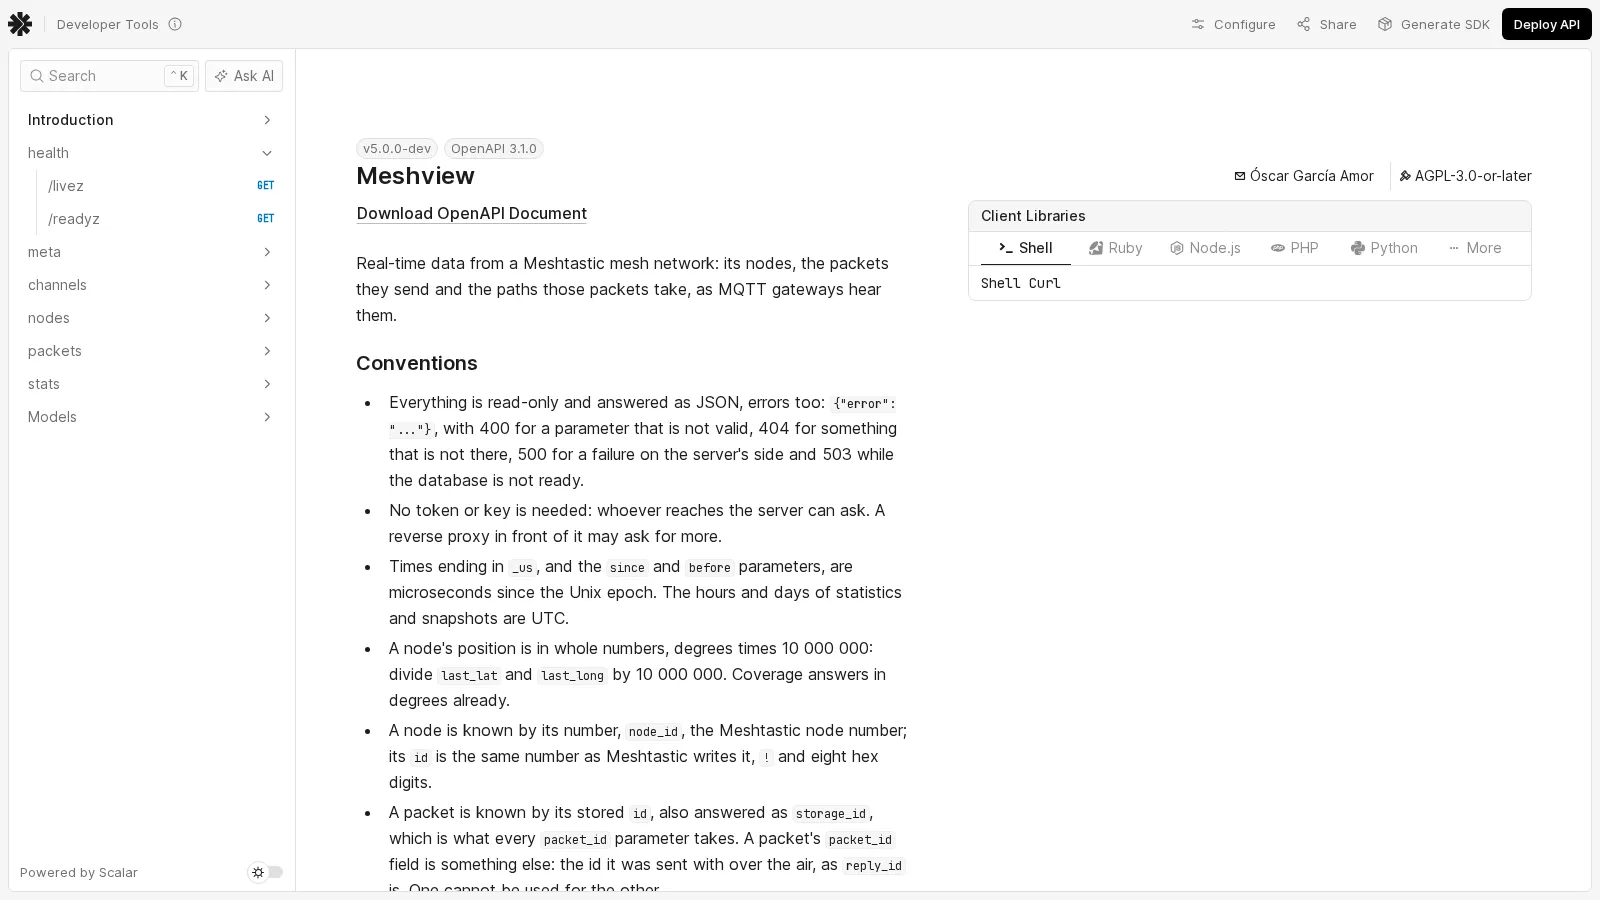 Developer Tools
Configure
Share
Generate SDK
Deploy API
Search
^ K
Ask AI
Introduction
health
/livez GET
/readyz GET
meta
channels
nodes
packets
stats
Models
Powered by Scalar
v5.0.0-dev
OpenAPI 3.1.0
Meshview
Óscar García Amor
AGPL-3.0-or-later
Download OpenAPI Document
Real-time data from a Meshtastic mesh network: its nodes, the packets
they send and the paths those packets take, as MQTT gateways hear
them.
Conventions
Everything is read-only and answered as JSON, errors too: {"error":
"..."}, with 400 for a parameter that is not valid, 404 for something
that is not there, 500 for a failure on the server's side and 503 while
the database is not ready.
No token or key is needed: whoever reaches the server can ask. A
reverse proxy in front of it may ask for more.
Times ending in _us, and the since and before parameters, are
microseconds since the Unix epoch. The hours and days of statistics
and snapshots are UTC.
A node's position is in whole numbers, degrees times 10 000 000:
divide last_lat and last_long by 10 000 000. Coverage answers in
degrees already.
A node is known by its number, node_id, the Meshtastic node number;
its id is the same number as Meshtastic writes it, ! and eight hex
digits.
A packet is known by its stored id, also answered as storage_id,
which is what every packet_id parameter takes. A packet's packet_id
field is something else: the id it was sent with over the air, as reply_id
is. One cannot be used for the other.
Client Libraries
Shell
Ruby
Node.js
PHP
Python
More
Shell Curl